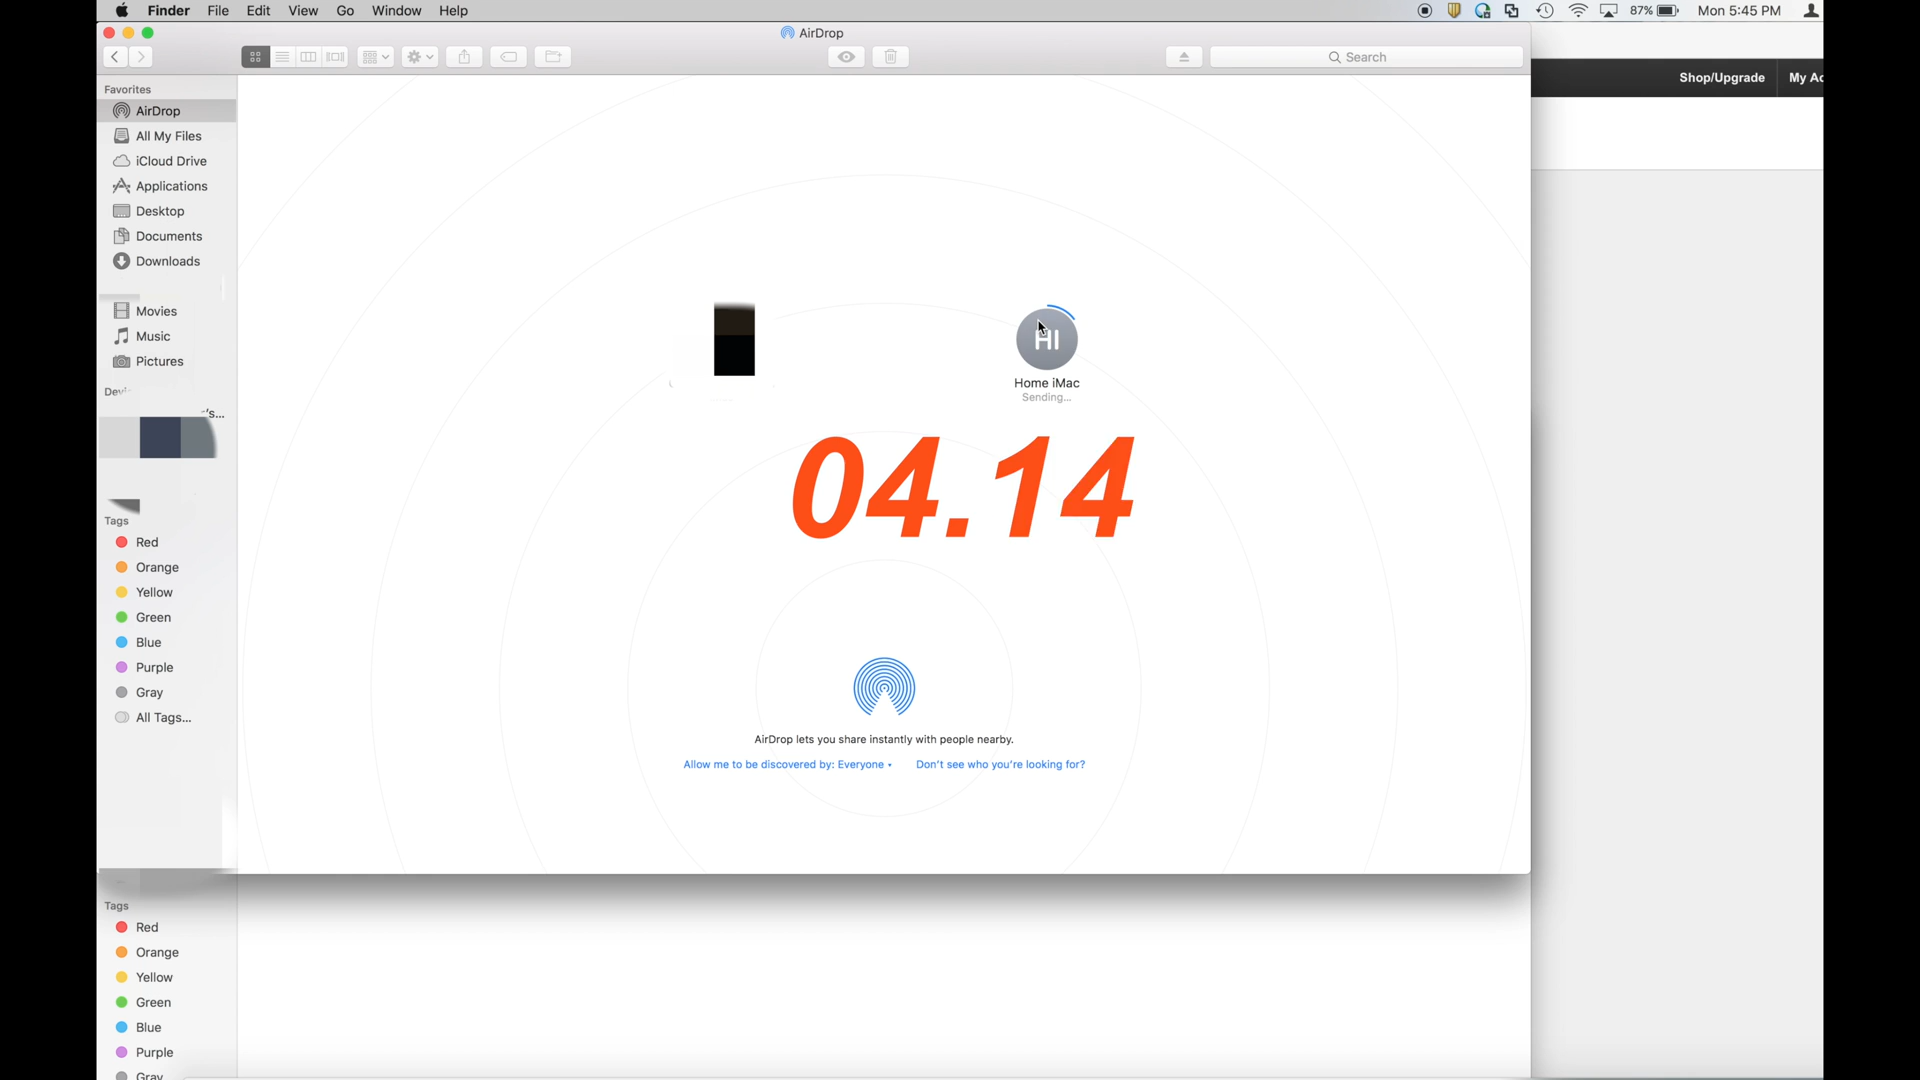 Finder File Edit View Go Window Help
87% Mon 5:45 PM
AirDrop
Search
Shop/Upgrade
My Ac
Favorites
AirDrop
All My Files
iCloud Drive
Applications
Desktop
Documents
Downloads
Movies
Music
Pictures
Devi
's...
Tags
Red
Orange
Yellow
Green
Blue
Purple
Gray
All Tags...
HI
Home iMac
Sending...
04.14
AirDrop lets you share instantly with people nearby.
Allow me to be discovered by: Everyone
Don't see who you're looking for?
Tags
Red
Orange
Yellow
Green
Blue
Purple
Gray